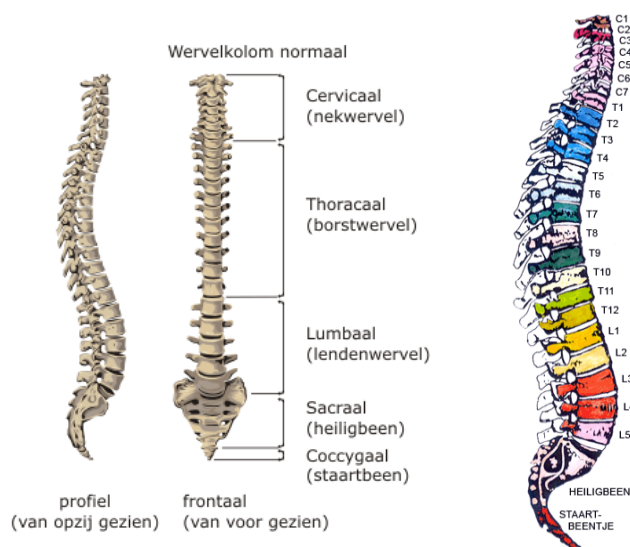 Wervelkolom normaal
Cervicaal
(nekwervel)
Thoracaal
(borstwervel)
Lumbaal
(lendenwervel)
Sacraal
(heiligbeen)
Coccygaal
(staartbeen)
profiel
(van opzij gezien)
frontaal
(van voor gezien)
C1
C2
C3
C4
C5
C6
C7
T1
T2
T3
T4
T5
T6
T7
T8
T9
T10
T11
T12
L1
L2
L3
L
L5
HEILIGBEEN
STAART-
BEENTJE